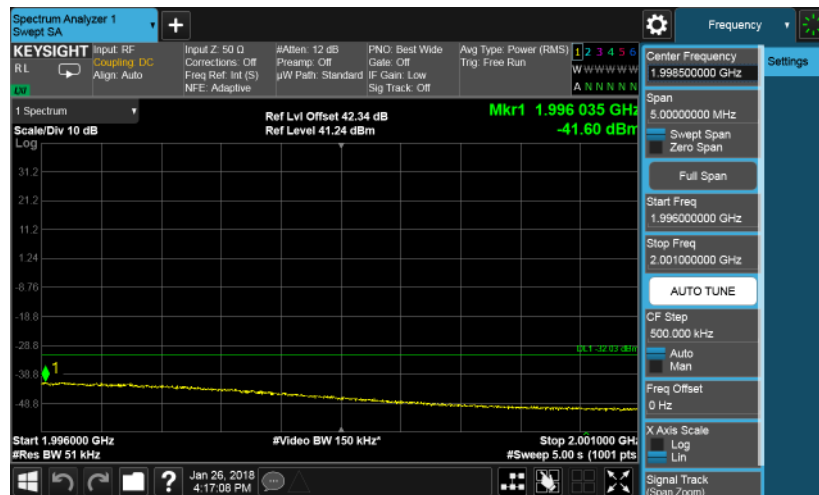 Spectrum Analyzer 1
Swept SA
+
Frequency
KEYSIGHT
RL
LXI
Input: RF
Coupling: DC
Align: Auto
Input Z: 50 Ω
Corrections: Off
Freq Ref: Int (S)
NFE: Adaptive
#Atten: 12 dB
Preamp: Off
µW Path: Standard
PNO: Best Wide
Gate: Off
IF Gain: Low
Sig Track: Off
Avg Type: Power (RMS)
Trig: Free Run
1 2 3 4 5 6
W W W W W W
A N N N N N
1 Spectrum
Scale/Div 10 dB
Ref Lvl Offset 42.34 dB
Ref Level 41.24 dBm
Mkr1 1.996 035 GHz
-41.60 dBm
Log
31.2
21.2
11.2
1.24
-8.76
-18.8
-28.8
-38.8
-48.8
DL1 -32.03 dBm
1
Start 1.996000 GHz
#Res BW 51 kHz
#Video BW 150 kHz*
Stop 2.001000 GHz
#Sweep 5.00 s (1001 pts
Jan 26, 2018
4:17:08 PM
?
Center Frequency
1.998500000 GHz
Span
5.00000000 MHz
Swept Span
Zero Span
Full Span
Start Freq
1.996000000 GHz
Stop Freq
2.001000000 GHz
AUTO TUNE
CF Step
500.000 kHz
Auto
Man
Freq Offset
0 Hz
X Axis Scale
Log
Lin
Signal Track
(Span Zoom)
Settings